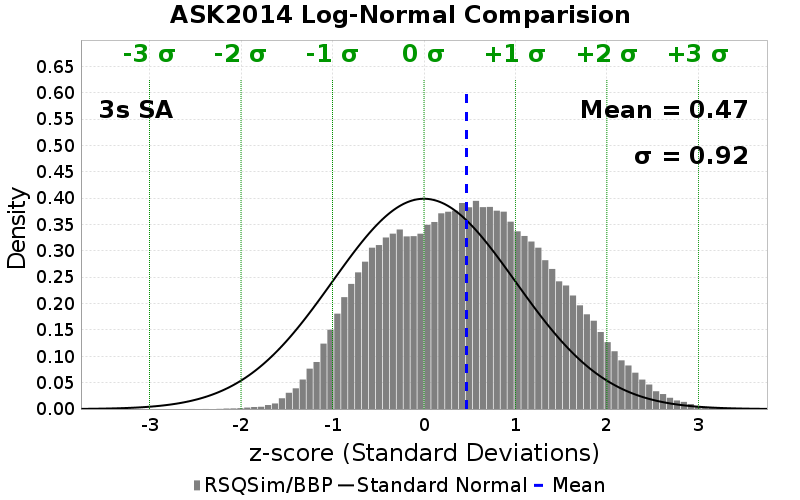 ASK2014 Log-Normal Comparision
-3 σ -2 σ -1 σ 0 σ +1 σ +2 σ +3 σ
3s SA
Mean = 0.47
σ = 0.92
Density
0.65
0.60
0.55
0.50
0.45
0.40
0.35
0.30
0.25
0.20
0.15
0.10
0.05
0.00
-3 -2 -1 0 1 2 3
z-score (Standard Deviations)
RSQSim/BBP Standard Normal Mean